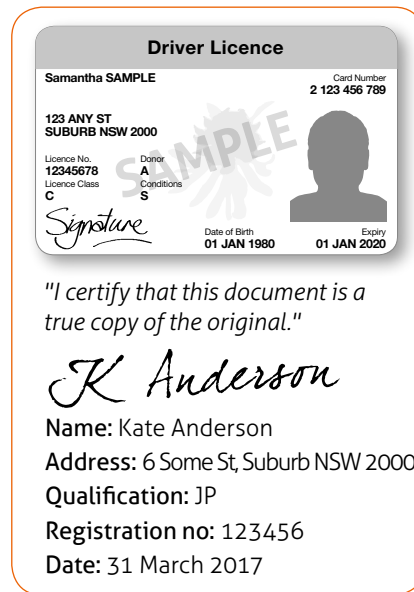 Driver Licence
Samantha SAMPLE
Card Number
2 123 456 789
123 ANY ST
SUBURB NSW 2000
SAMPLE
Licence No. Donor
12345678 A
Licence Class Conditions
C S
Signature
Date of Birth Expiry
01 JAN 1980 01 JAN 2020
"I certify that this document is a
true copy of the original."
K Anderson
Name: Kate Anderson
Address: 6 Some St, Suburb NSW 2000
Qualification: JP
Registration no: 123456
Date: 31 March 2017